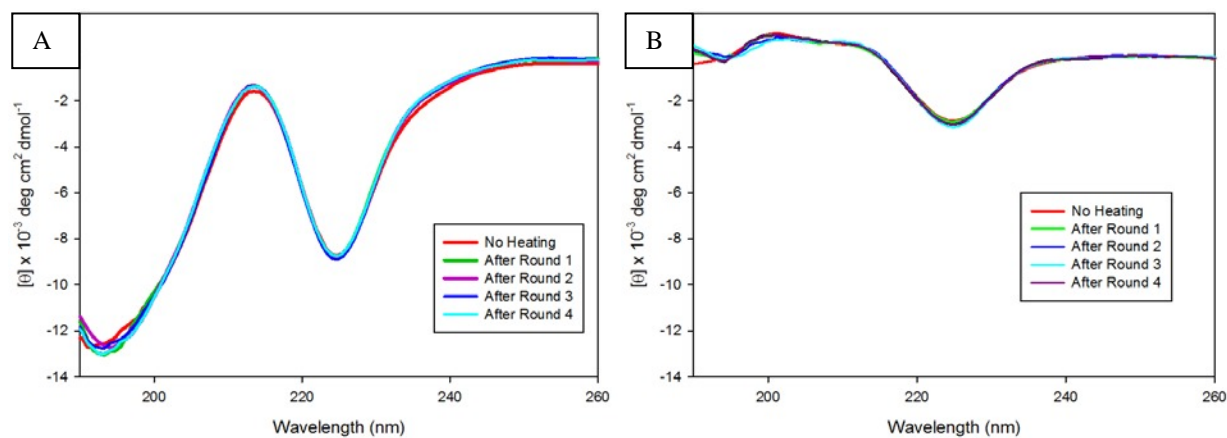 A
-2
-4
-6
-8
-10
-12
-14
[θ] x 10⁻³ deg cm² dmol⁻¹
No Heating
After Round 1
After Round 2
After Round 3
After Round 4
200
220
240
260
Wavelength (nm)
B
-2
-4
-6
-8
-10
-12
-14
[θ] x 10⁻³ deg cm² dmol⁻¹
No Heating
After Round 1
After Round 2
After Round 3
After Round 4
200
220
240
260
Wavelength (nm)